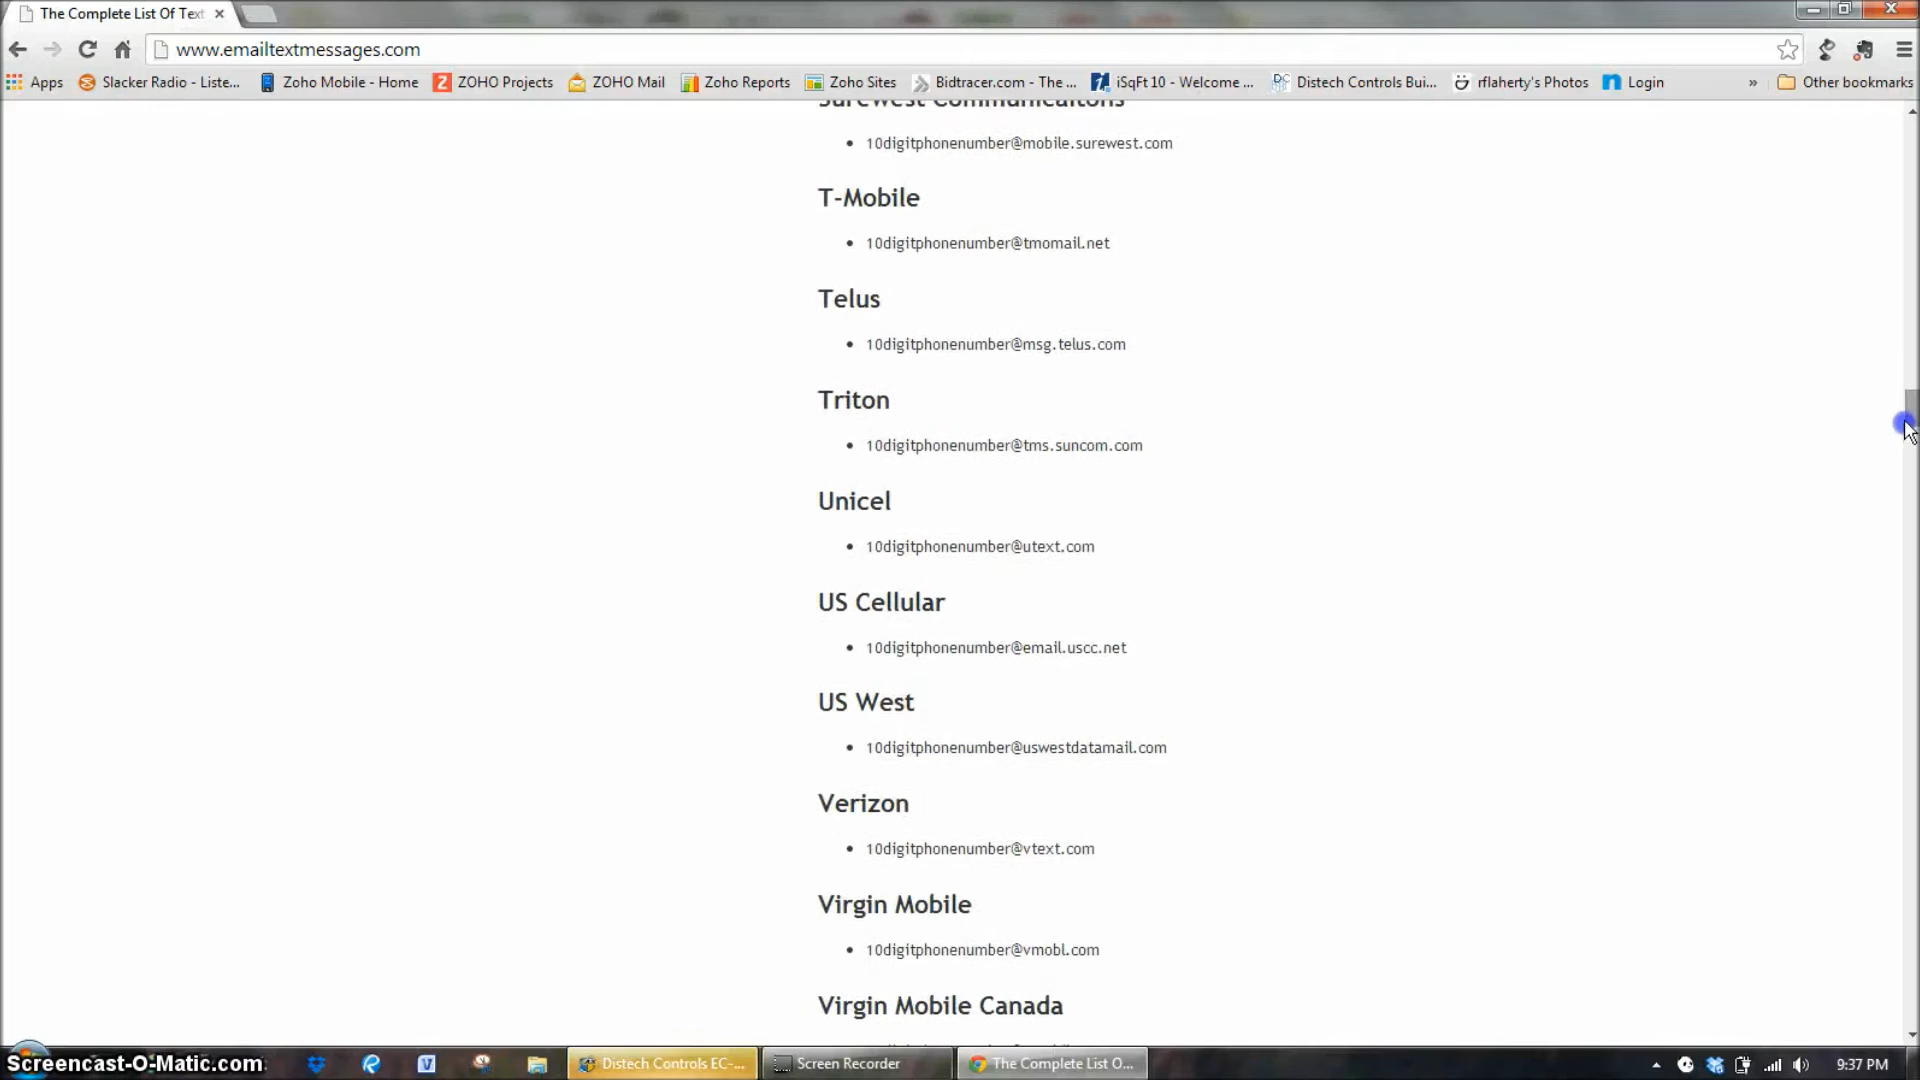 The Complete List Of Text
www.emailtextmessages.com
Apps Slacker Radio - Liste... Zoho Mobile - Home ZOHO Projects ZOHO Mail Zoho Reports Zoho Sites Bidtracer.com - The ... iSqFt10 - Welcome ... Distech Controls Bui... rflaherty's Photos Login » Other bookmarks
Surewest Communicaitons
• 10digitphonenumber@mobile.surewest.com
T-Mobile
• 10digitphonenumber@tmomail.net
Telus
• 10digitphonenumber@msg.telus.com
Triton
• 10digitphonenumber@tms.suncom.com
Unicel
• 10digitphonenumber@utext.com
US Cellular
• 10digitphonenumber@email.uscc.net
US West
• 10digitphonenumber@uswestdatamail.com
Verizon
• 10digitphonenumber@vtext.com
Virgin Mobile
• 10digitphonenumber@vmobl.com
Virgin Mobile Canada
Screencast-O-Matic.com Distech Controls EC-... Screen Recorder The Complete List O... 9:37 PM